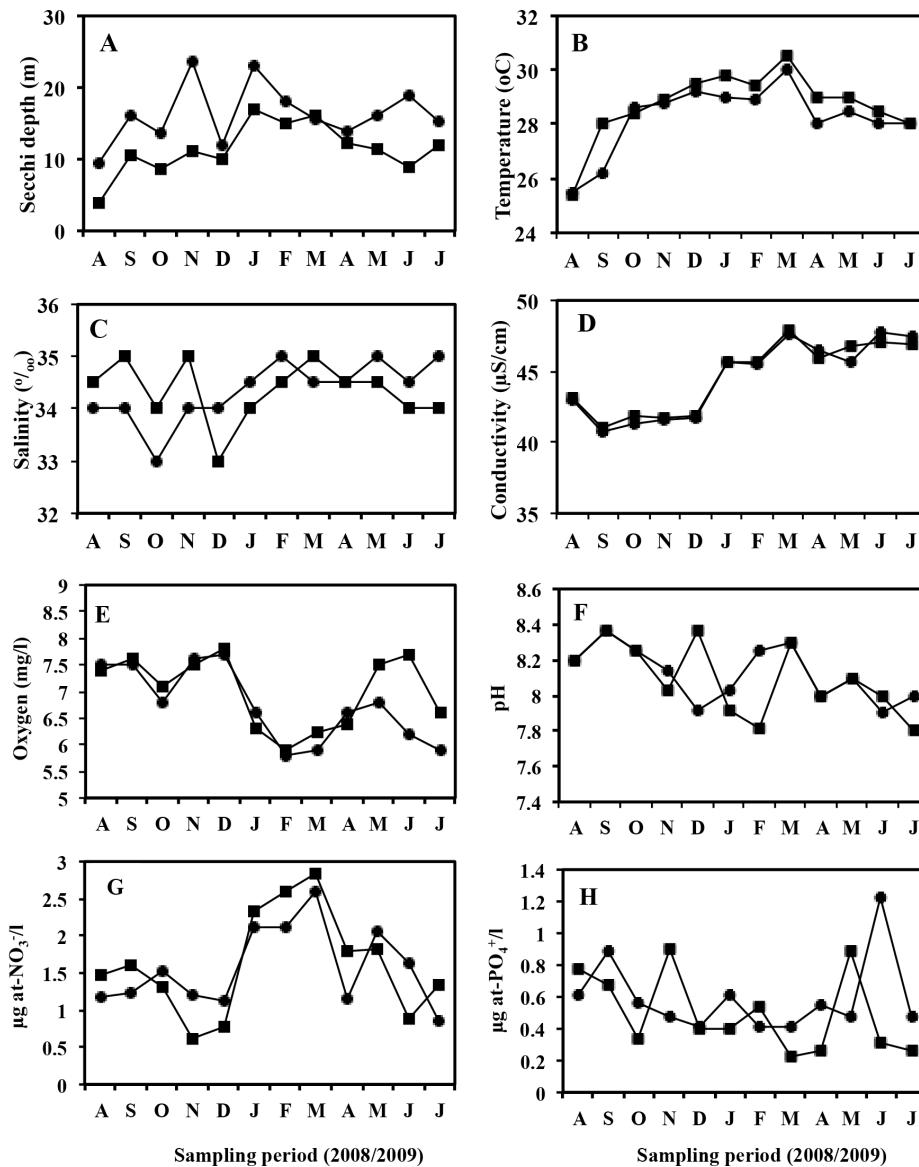 A
Secchi depth (m)
30
20
10
0
A S O N D J F M A M J J
B
Temperature (oC)
32
30
28
26
24
A S O N D J F M A M J J
C
Salinity (o/oo)
36
35
34
33
32
A S O N D J F M A M J J
D
Conductivity (µS/cm)
50
45
40
35
A S O N D J F M A M J J
E
Oxygen (mg/l)
9
8.5
8
7.5
7
6.5
6
5.5
5
A S O N D J F M A M J J
F
pH
8.6
8.4
8.2
8
7.8
7.6
7.4
A S O N D J F M A M J J
G
µg at-NO3-/l
3
2.5
2
1.5
1
0.5
0
A S O N D J F M A M J J
Sampling period (2008/2009)
H
µg at-PO4+/l
1.4
1.2
1
0.8
0.6
0.4
0.2
0
A S O N D J F M A M J J
Sampling period (2008/2009)